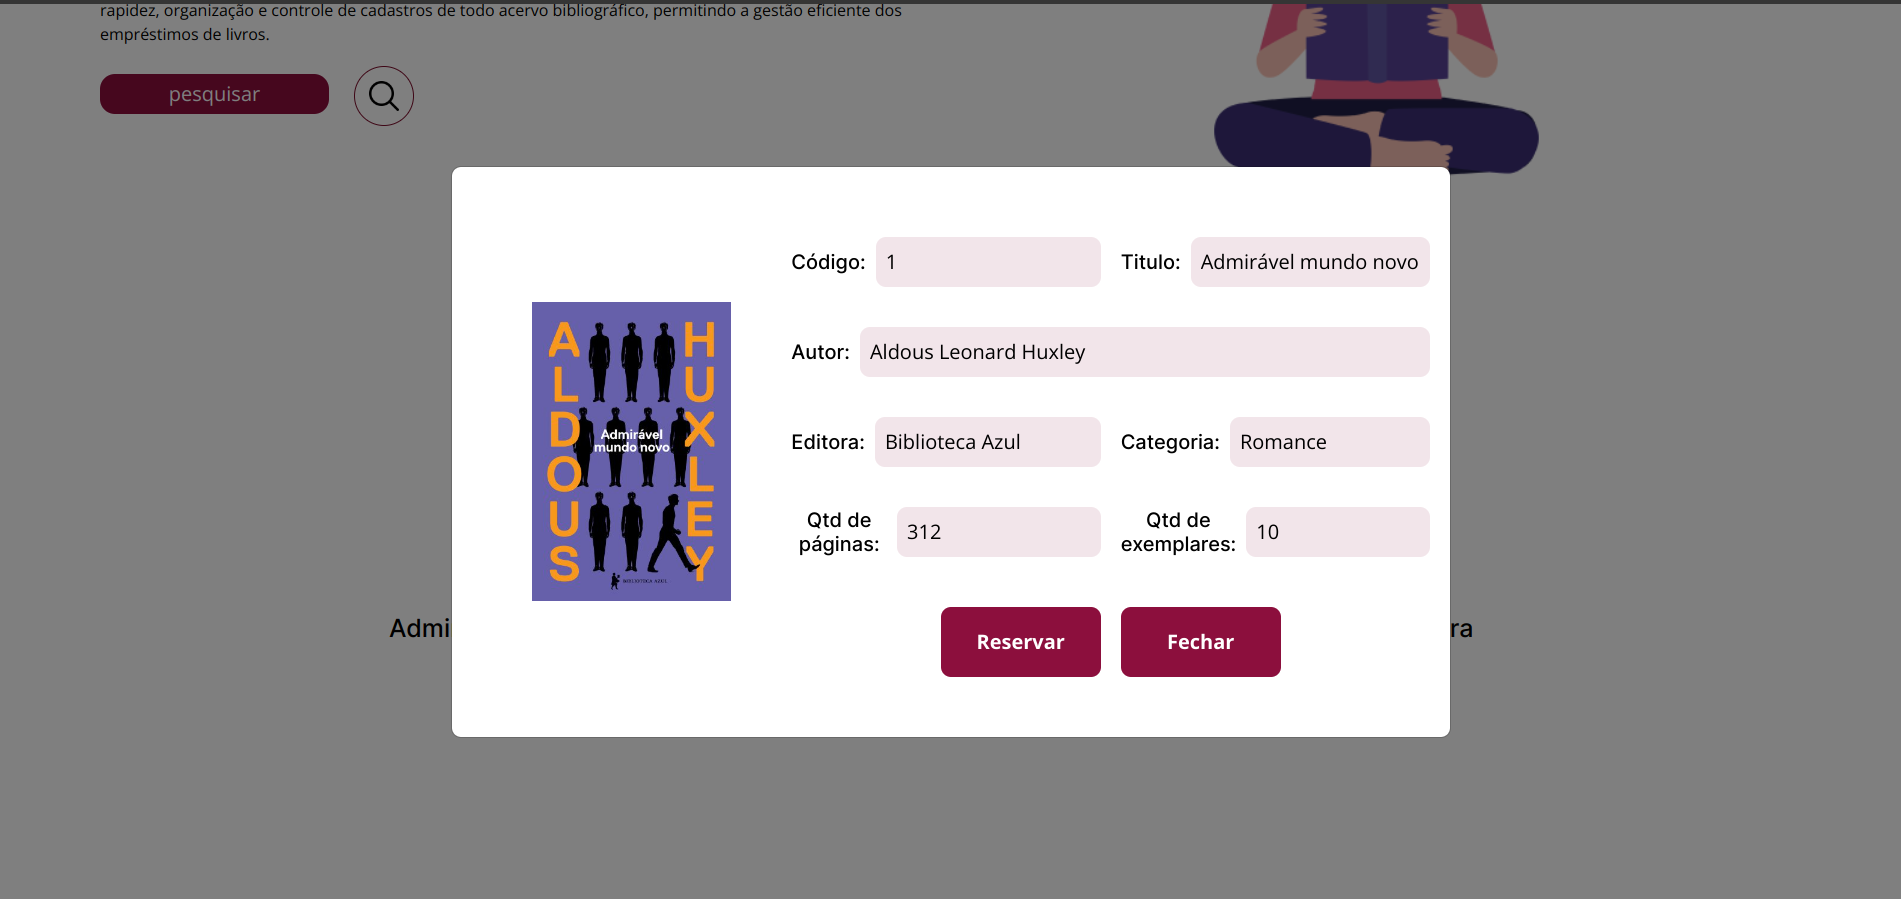 rapidez, organização e controle de cadastros de todo acervo bibliográfico, permitindo a gestão eficiente dos
empréstimos de livros.
pesquisar
Código: 1 Titulo: Admirável mundo novo
Autor: Aldous Leonard Huxley
Editora: Biblioteca Azul Categoria: Romance
Qtd de páginas: 312 Qtd de exemplares: 10
ALDOUS
HUXLEY
Admirável
mundo novo
BIBLIOTECA AZUL
Admi
ra
Reservar Fechar